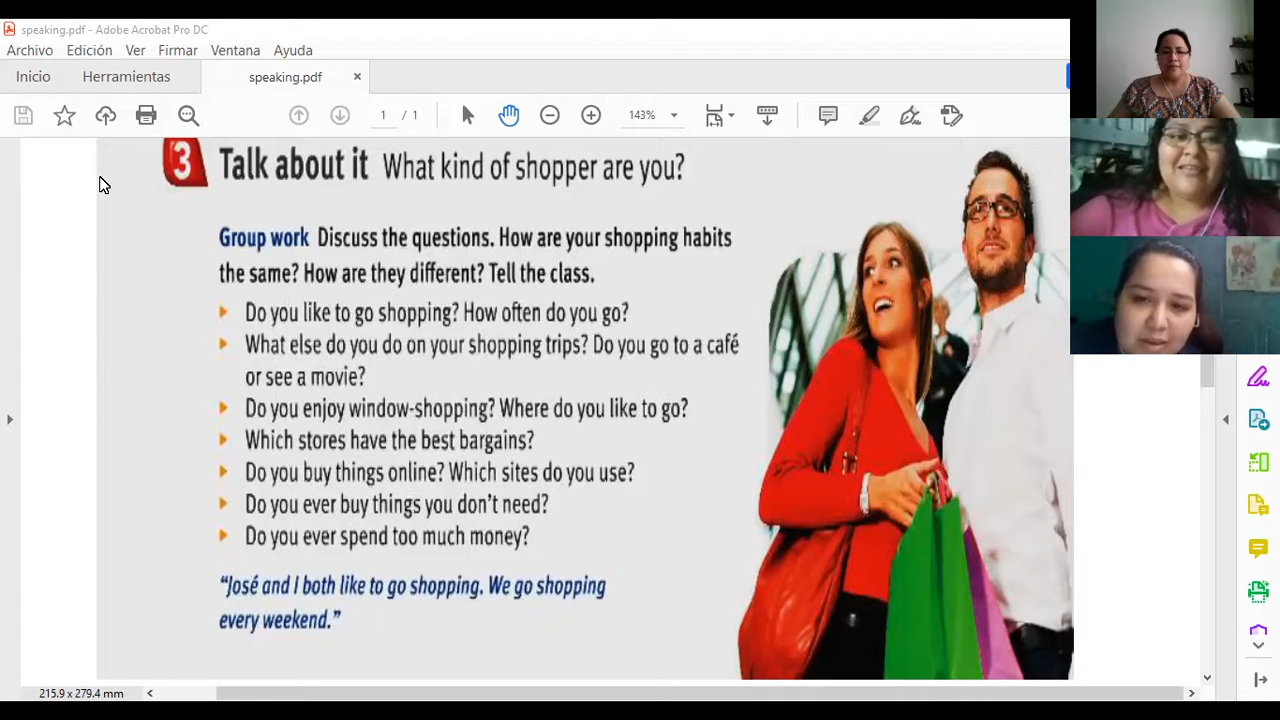 speaking.pdf - Adobe Acrobat Pro DC
Archivo Edición Ver Firmar Ventana Ayuda
Inicio Herramientas speaking.pdf ×
1 / 1 143%
3 Talk about it What kind of shopper are you?
Group work Discuss the questions. How are your shopping habits
the same? How are they different? Tell the class.
Do you like to go shopping? How often do you go?
What else do you do on your shopping trips? Do you go to a café
or see a movie?
Do you enjoy window-shopping? Where do you like to go?
Which stores have the best bargains?
Do you buy things online? Which sites do you use?
Do you ever buy things you don't need?
Do you ever spend too much money?
“José and I both like to go shopping. We go shopping
every weekend.”
215.9 x 279.4 mm